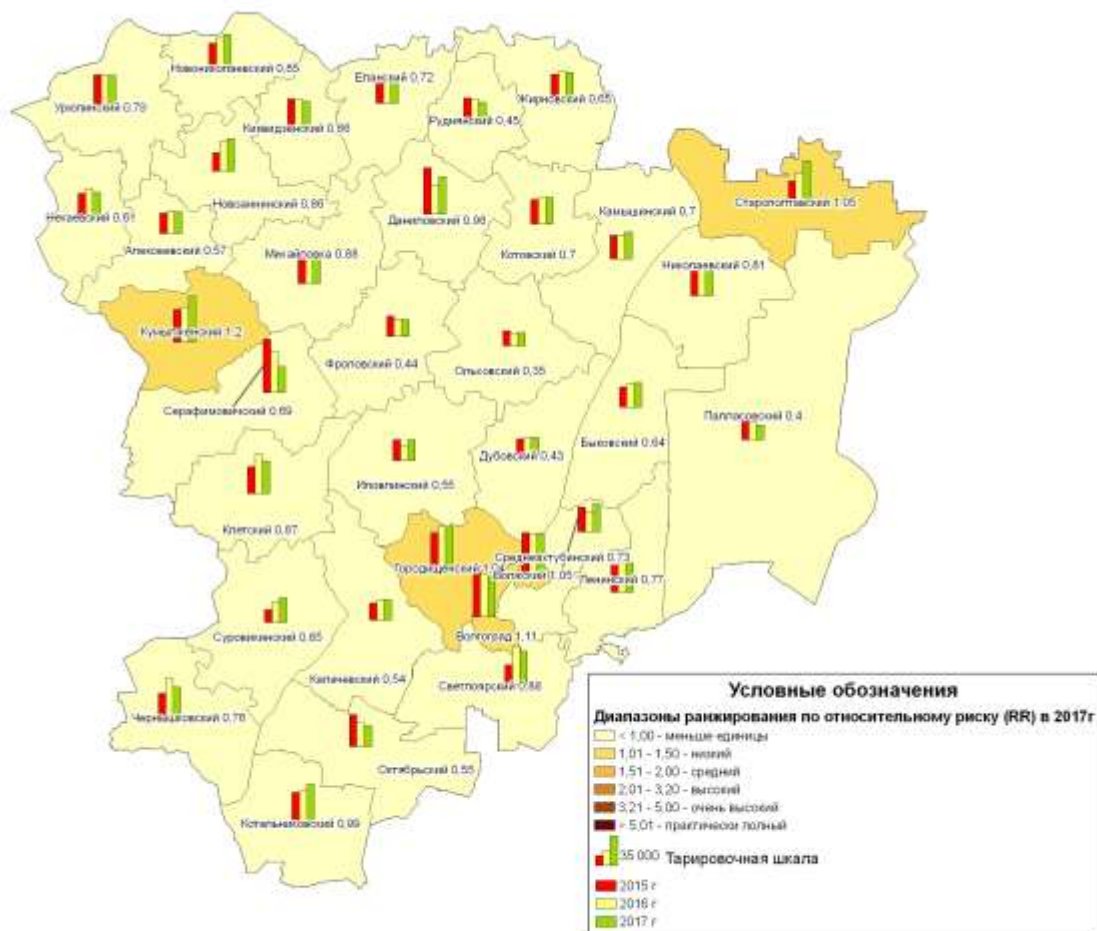 Новониколаевский 0,85
Еланский 0,72
Жирновский 0,65
Урюпинский 0,79
Руднянский 0,45
Киквидзенский 0,66
Новоаннинский 0,86
Старополтавский 1,05
Нехаевский 0,61
Даниловский 0,96
Камышинский 0,7
Алексеевский 0,57
Михайловка 0,88
Котовский 0,7
Николаевский 0,81
Кумылженский 1,2
Фроловский 0,44
Ольховский 0,35
Серафимовичский 0,69
Палласовский 0,4
Быковский 0,64
Дубовский 0,43
Иловлинский 0,55
Клетский 0,87
Среднеахтубинский 0,73
Городищенский 1,04
Волжский 1,05
Ленинский 0,77
Суровикинский 0,65
Волгоград 1,11
Калачевский 0,54
Светлоярский 0,88
Чернышковский 0,76
Октябрьский 0,55
Котельниковский 0,89
Условные обозначения
Диапазоны ранжирования по относительному риску (RR) в 2017г
< 1,00 - меньше единицы
1,01 - 1,50 - низкий
1,51 - 2,00 - средний
2,01 - 3,20 - высокий
3,21 - 5,00 - очень высокий
> 5,01 - практически полный
35 000 Тарировочная шкала
2015 г
2016 г
2017 г